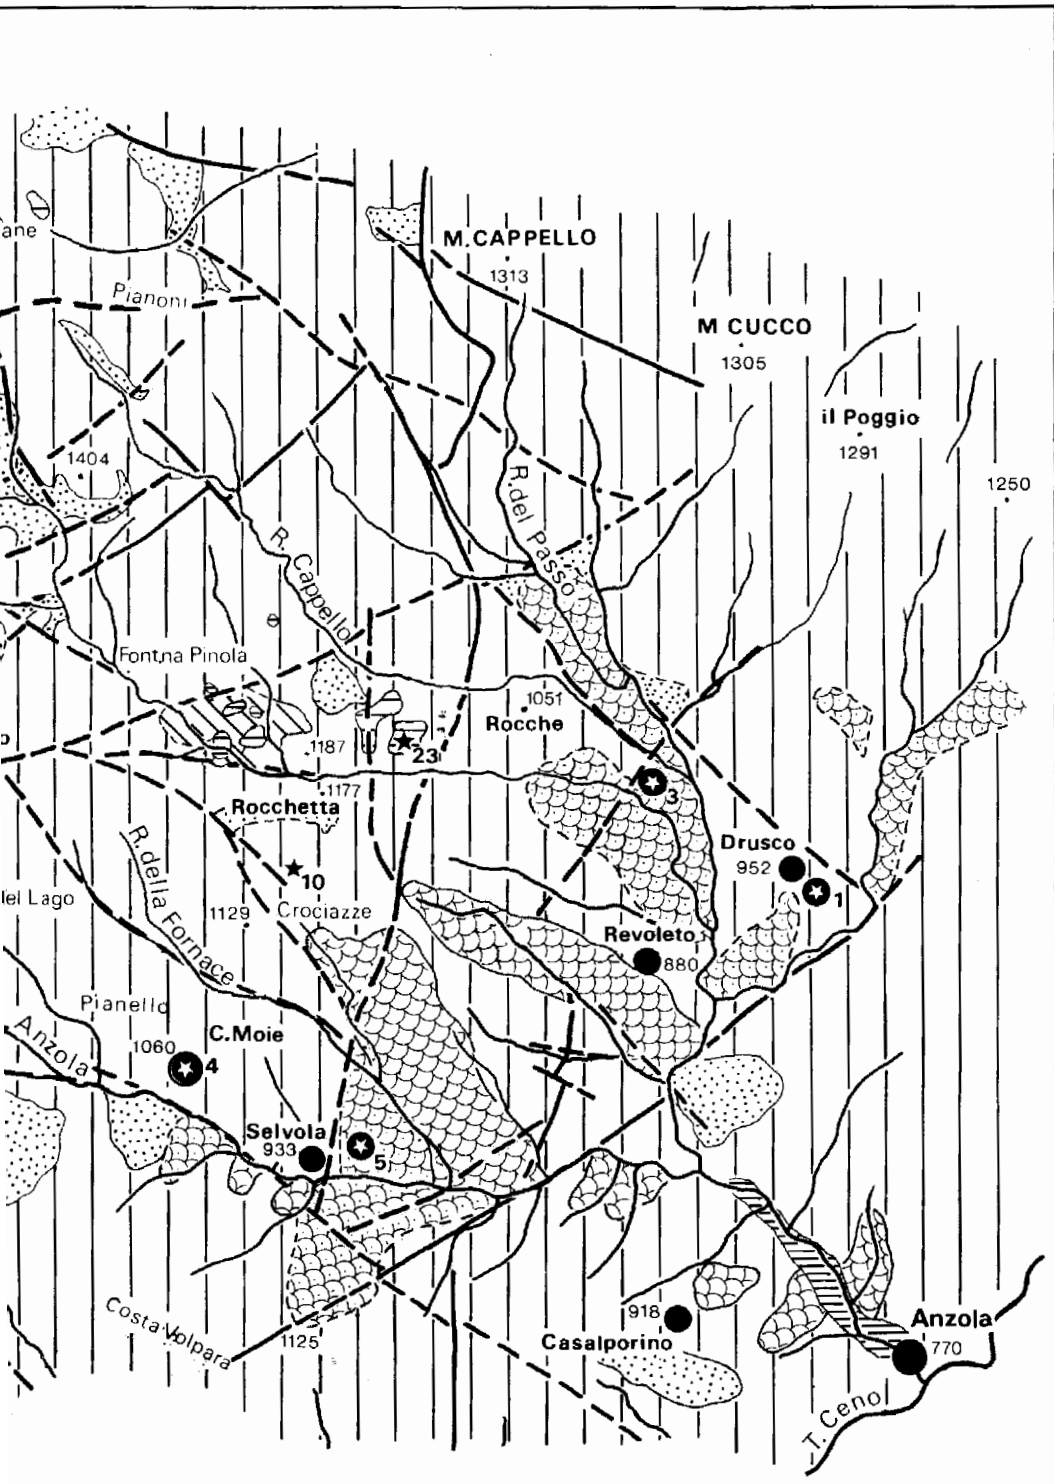 ane
M. CAPPELLO
1313
Pianoni
M CUCCO
1305
il Poggio
1291
1404
1250
R. del Passo
R. Cappello
Font.na Pinola
1051
Rocche
1187
23
1177
Rocchetta
3
R. della Fornace
Drusco
952
1
10
lel Lago
1129
Crociazze
Revoleto
880
Pianello
C. Moie
Anzola
1060
4
Selvola
933
5
918
Casalporino
Anzola
770
Costa Volpara
1125
T. Ceno